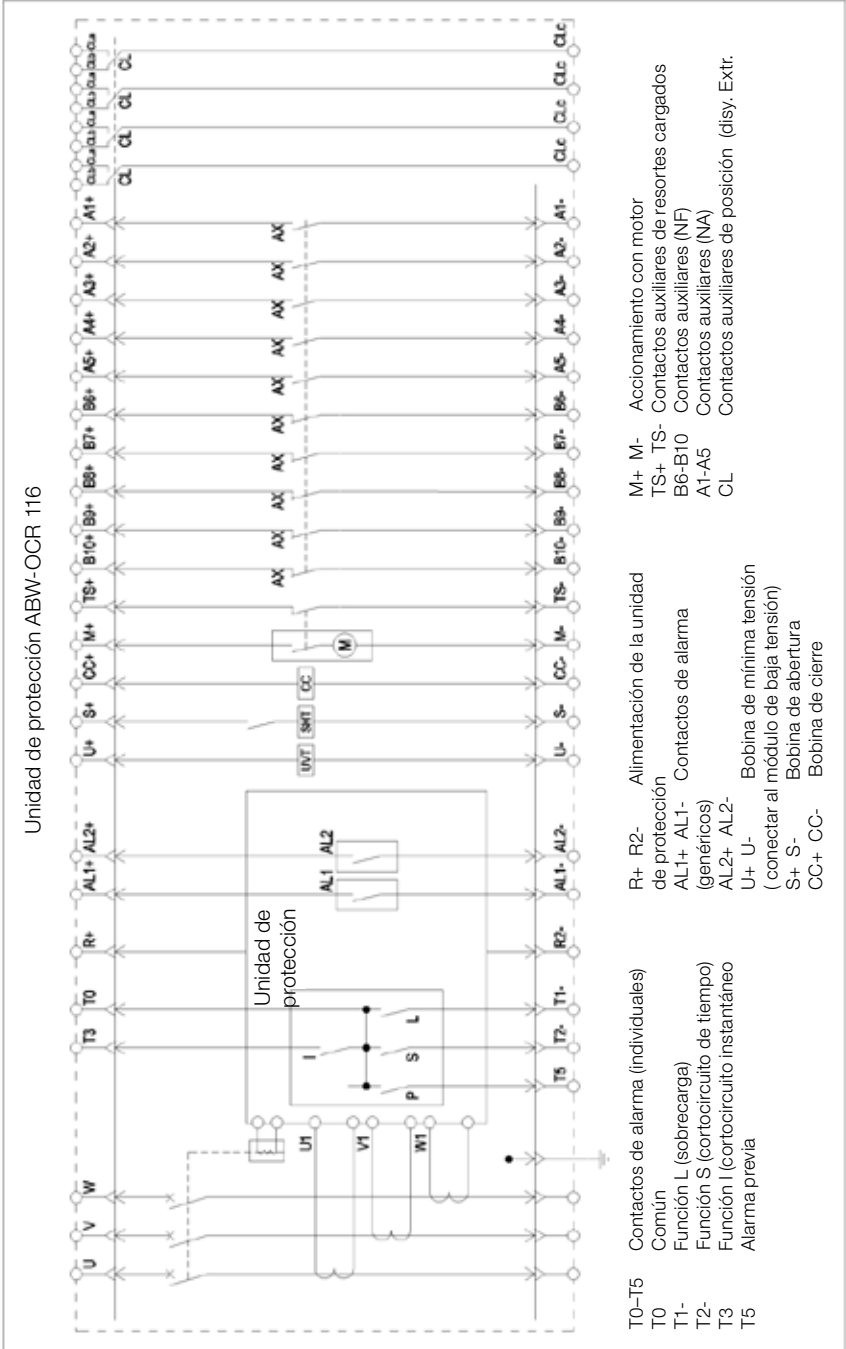 Unidad de protección ABW-OCR 116
U V W T3 T0 R+ AL1+ AL2+ U+ S+ CC+ M+ TS+ B10+ B9+ B8+ B7+ B6+ A5+ A4+ A3+ A2+ A1+ CLb CLa CLb CLa CLb CLa CLb CLa
CL CL CL CL
AX AX AX AX AX AX AX AX AX AX
Unidad de
protección
AL1 AL2
UVT SHT CC M
I
P S L
U1 V1 W1
T5 T2- T1- R2- AL1- AL2- U- S- CC- M- TS- B10- B9- B8- B7- B6- A5- A4- A3- A2- A1- CLc CLc CLc CLc
T0–T5 Contactos de alarma (individuales)
T0 Común
T1- Función L (sobrecarga)
T2- Función S (cortocircuito de tiempo)
T3 Función I (cortocircuito instantáneo
T5 Alarma previa
R+ R2- Alimentación de la unidad
de protección
AL1+ AL1- Contactos de alarma
(genéricos)
AL2+ AL2-
U+ U- Bobina de mínima tensión
( conectar al módulo de baja tensión)
S+ S- Bobina de abertura
CC+ CC- Bobina de cierre
M+ M- Accionamiento con motor
TS+ TS- Contactos auxiliares de resortes cargados
B6-B10 Contactos auxiliares (NF)
A1-A5 Contactos auxiliares (NA)
CL Contactos auxiliares de posición (disy. Extr.